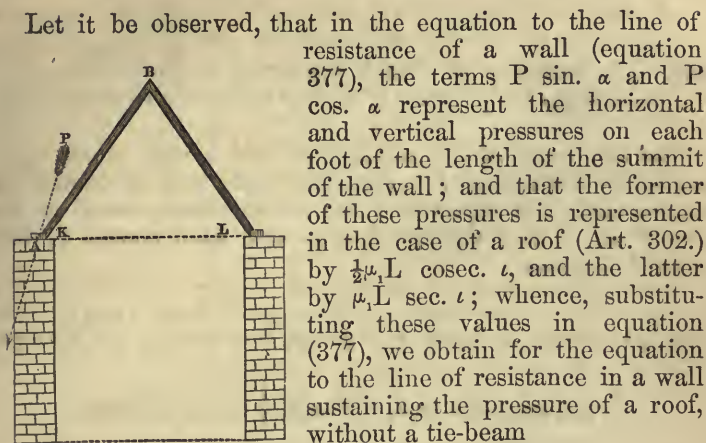 Let it be observed, that in the equation to the line of
resistance of a wall (equation
377), the terms P sin. α and P
cos. α represent the horizontal
and vertical pressures on each
foot of the length of the summit
of the wall; and that the former
of these pressures is represented
in the case of a roof (Art. 302.)
by ½μ₁L cosec. ι, and the latter
by μ₁L sec. ι; whence, substitu-
ting these values in equation
(377), we obtain for the equation
to the line of resistance in a wall
sustaining the pressure of a roof,
without a tie-beam
B
P
K
L